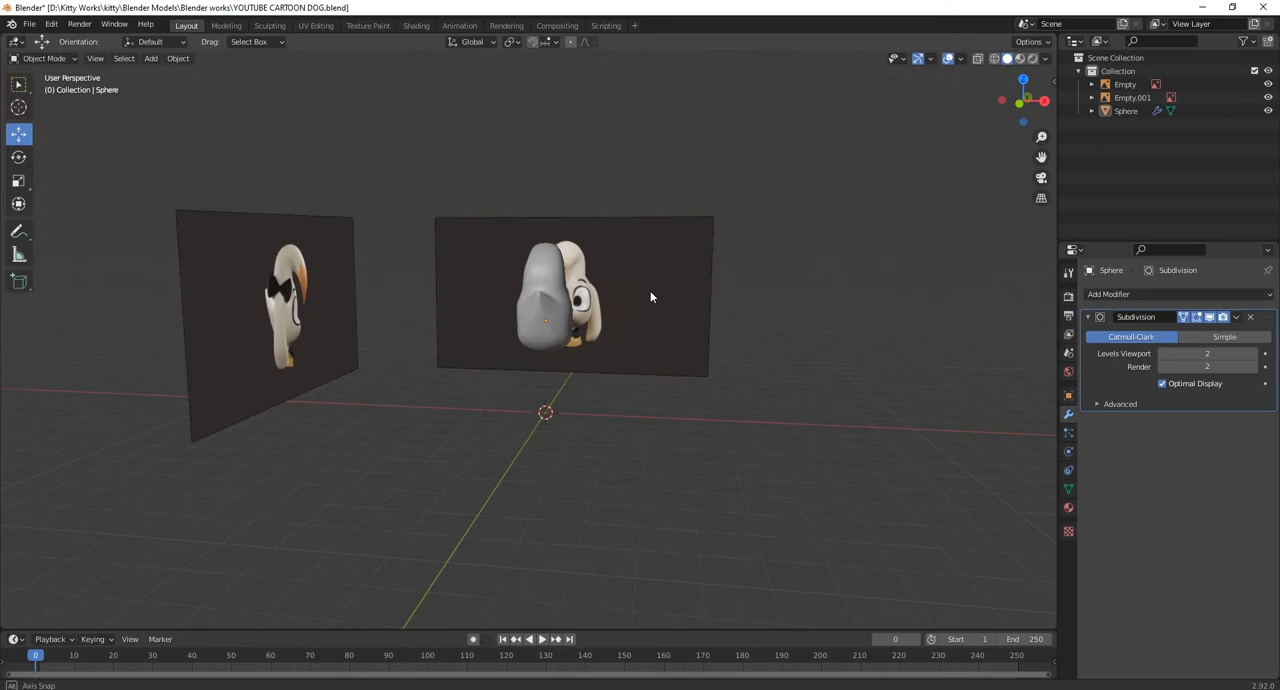 Blender* [D:\Kitty Works\kitty\Blender Models\Blender works\YOUTUBE CARTOON DOG.blend]
File Edit Render Window Help Layout Modeling Sculpting UV Editing Texture Paint Shading Animation Rendering Compositing Scripting + Scene View Layer
Orientation: Default Drag: Select Box Global Options
Object Mode View Select Add Object
User Perspective
(0) Collection | Sphere
Z
X
Y
Scene Collection
Collection
Empty
Empty.001
Sphere
Sphere Subdivision
Add Modifier
Subdivision
Catmull-Clark Simple
Levels Viewport 2
Render 2
Optimal Display
Advanced
Playback Keying View Marker 0 Start 1 End 250
0 10 20 30 40 50 60 70 80 90 100 110 120 130 140 150 160 170 180 190 200 210 220 230 240 250
Alt Axis Snap 2.92.0